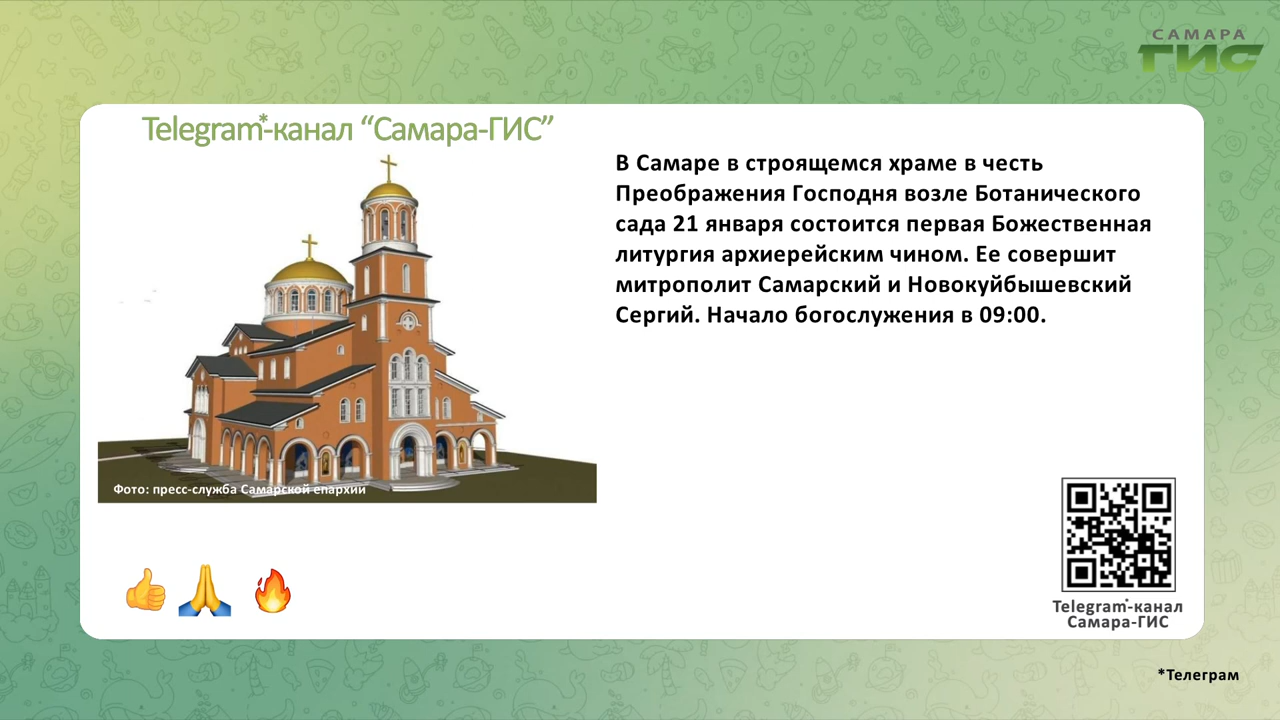 САМАРА
ГИС
Telegram*-канал “Самара-ГИС”
В Самаре в строящемся храме в честь
Преображения Господня возле Ботанического
сада 21 января состоится первая Божественная
литургия архиерейским чином. Ее совершит
митрополит Самарский и Новокуйбышевский
Сергий. Начало богослужения в 09:00.
Фото: пресс-служба Самарской епархии
Telegram*-канал
Самара-ГИС
*Телеграм